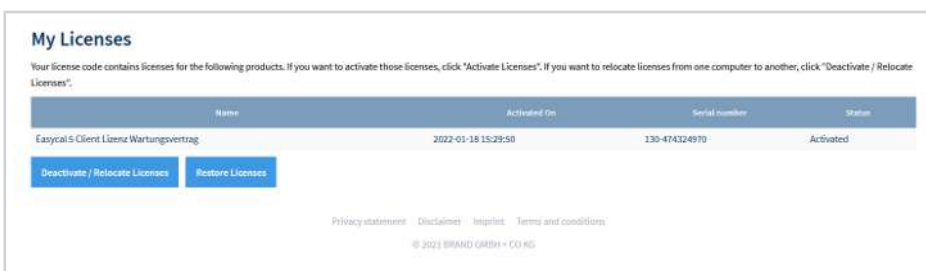 My Licenses
Your license code contains licenses for the following products. If you want to activate those licenses, click "Activate Licenses". If you want to relocate licenses from one computer to another, click "Deactivate / Relocate
Licenses".
Name Activated On Serial number Status
Easycal 5 Client Lizenz Wartungsvertrag 2022-01-18 15:29:50 130-474324970 Activated
Deactivate / Relocate Licenses Restore Licenses
Privacy statement Disclaimer Imprint Terms and conditions
© 2021 BRAND GMBH + CO KG